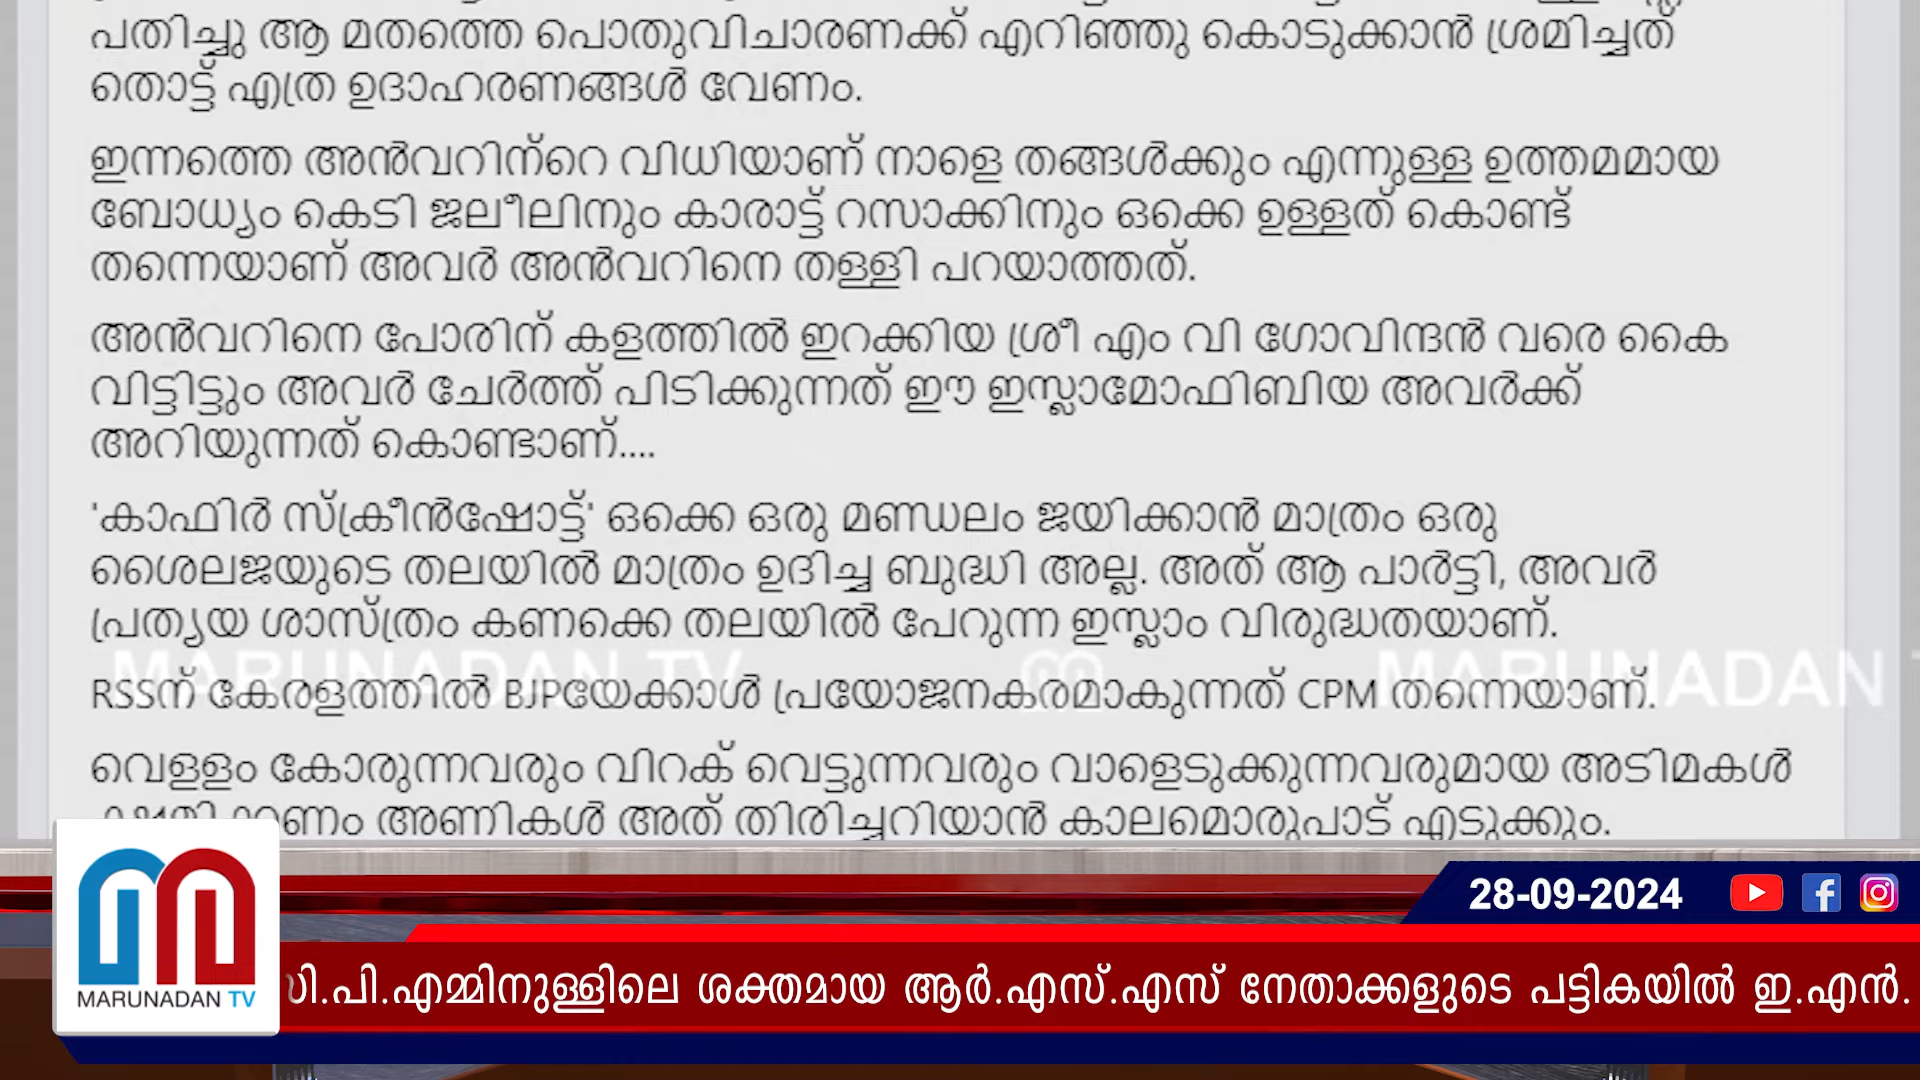 പതിച്ചു ആ മതത്തെ പൊതുവിചാരണക്ക് എറിഞ്ഞു കൊടുക്കാൻ ശ്രമിച്ചത്
തൊട്ട് എത്ര ഉദാഹരണങ്ങൾ വേണം.
ഇന്നത്തെ അൻവറിന്റെ വിധിയാണ് നാളെ തങ്ങൾക്കും എന്നുള്ള ഉത്തമമായ
ബോധ്യം കെടി ജലീലിനും കാരാട്ട് റസാക്കിനും ഒക്കെ ഉള്ളത് കൊണ്ട്
തന്നെയാണ് അവർ അൻവറിനെ തള്ളി പറയാത്തത്.
അൻവറിനെ പോരിന് കളത്തിൽ ഇറക്കിയ ശ്രീ എം വി ഗോവിന്ദൻ വരെ കൈ
വിട്ടിട്ടും അവർ ചേർത്ത് പിടിക്കുന്നത് ഈ ഇസ്ലാമോഫിബിയ അവർക്ക്
അറിയുന്നത് കൊണ്ടാണ്....
'കാഫിർ സ്ക്രീൻഷോട്ട്' ഒക്കെ ഒരു മണ്ഡലം ജയിക്കാൻ മാത്രം ഒരു
ശൈലജയുടെ തലയിൽ മാത്രം ഉദിച്ച ബുദ്ധി അല്ല. അത് ആ പാർട്ടി, അവർ
പ്രത്യയ ശാസ്ത്രം കണക്കെ തലയിൽ പേറുന്ന ഇസ്ലാം വിരുദ്ധതയാണ്.
MARUNADAN TV MARUNADAN
RSSന് കേരളത്തിൽ BJPയേക്കാൾ പ്രയോജനകരമാകുന്നത് CPM തന്നെയാണ്.
വെളളം കോരുന്നവരും വിറക് വെട്ടുന്നവരും വാളെടുക്കുന്നവരുമായ അടിമകൾ
അണികൾ അത് തിരിച്ചറിയാൻ കാലമൊരുപാട് എടുക്കും.
28-09-2024
സി.പി.എമ്മിനുള്ളിലെ ശക്തമായ ആർ.എസ്.എസ് നേതാക്കളുടെ പട്ടികയിൽ ഇ.എൻ.
MARUNADAN TV